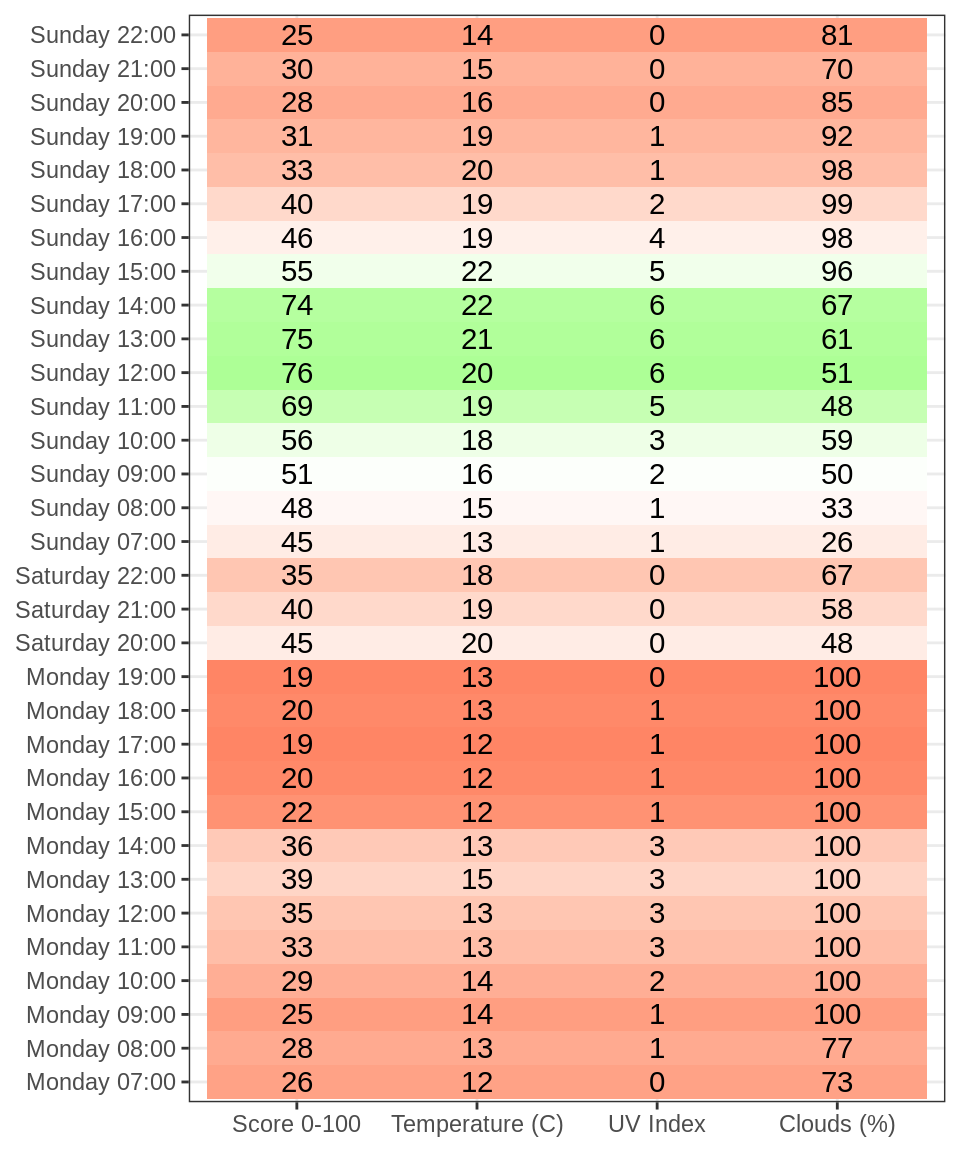 Sunday 22:00 25 14 0 81
Sunday 21:00 30 15 0 70
Sunday 20:00 28 16 0 85
Sunday 19:00 31 19 1 92
Sunday 18:00 33 20 1 98
Sunday 17:00 40 19 2 99
Sunday 16:00 46 19 4 98
Sunday 15:00 55 22 5 96
Sunday 14:00 74 22 6 67
Sunday 13:00 75 21 6 61
Sunday 12:00 76 20 6 51
Sunday 11:00 69 19 5 48
Sunday 10:00 56 18 3 59
Sunday 09:00 51 16 2 50
Sunday 08:00 48 15 1 33
Sunday 07:00 45 13 1 26
Saturday 22:00 35 18 0 67
Saturday 21:00 40 19 0 58
Saturday 20:00 45 20 0 48
Monday 19:00 19 13 0 100
Monday 18:00 20 13 1 100
Monday 17:00 19 12 1 100
Monday 16:00 20 12 1 100
Monday 15:00 22 12 1 100
Monday 14:00 36 13 3 100
Monday 13:00 39 15 3 100
Monday 12:00 35 13 3 100
Monday 11:00 33 13 3 100
Monday 10:00 29 14 2 100
Monday 09:00 25 14 1 100
Monday 08:00 28 13 1 77
Monday 07:00 26 12 0 73
Score 0-100 Temperature (C) UV Index Clouds (%)